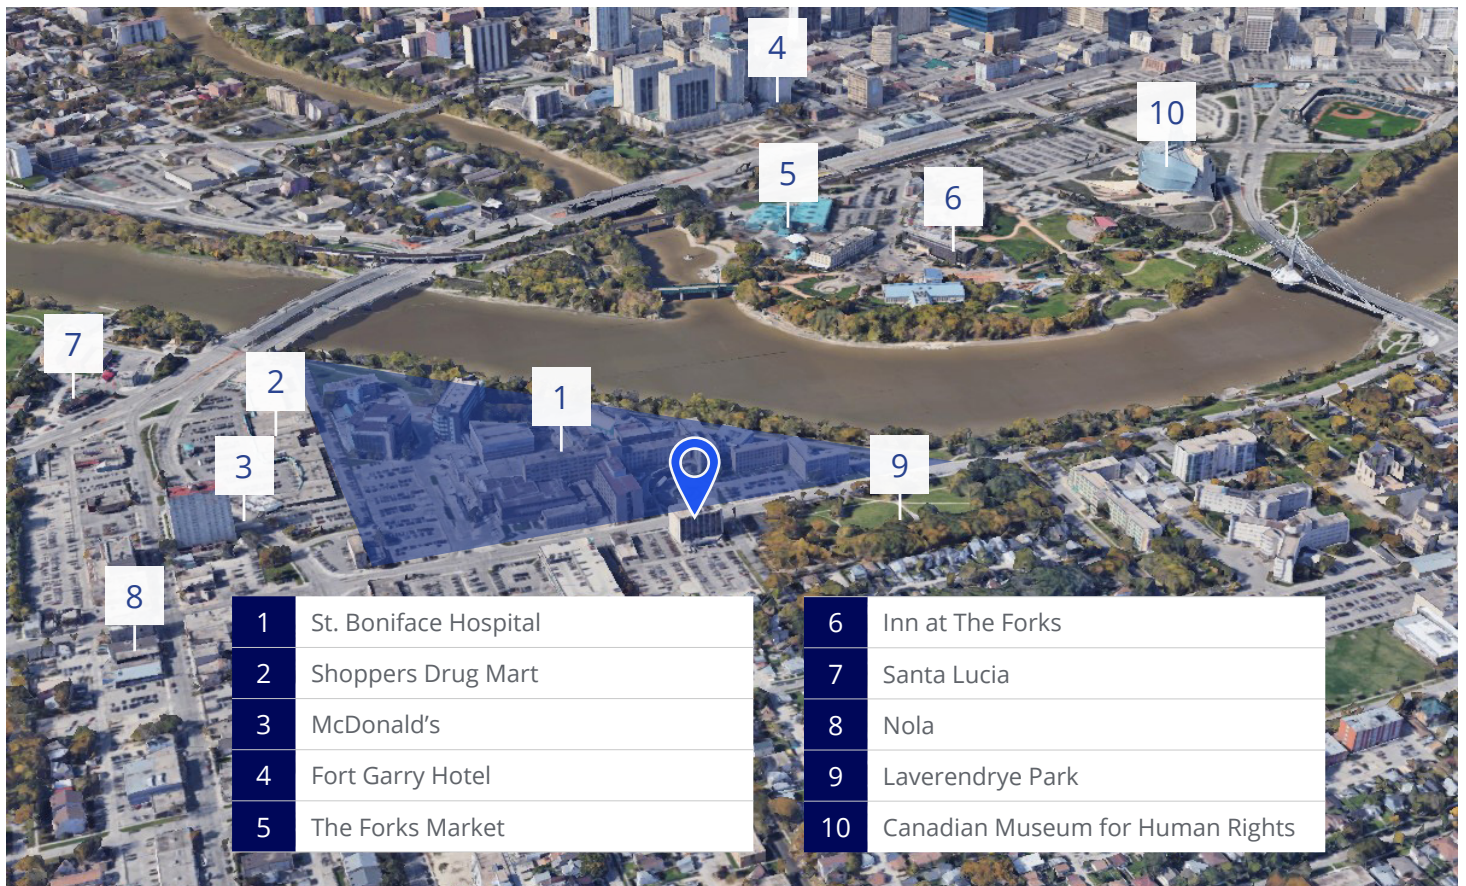 4
10
5
6
7
2
1
3
9
8
1 St. Boniface Hospital
2 Shoppers Drug Mart
3 McDonald’s
4 Fort Garry Hotel
5 The Forks Market
6 Inn at The Forks
7 Santa Lucia
8 Nola
9 Laverendrye Park
10 Canadian Museum for Human Rights